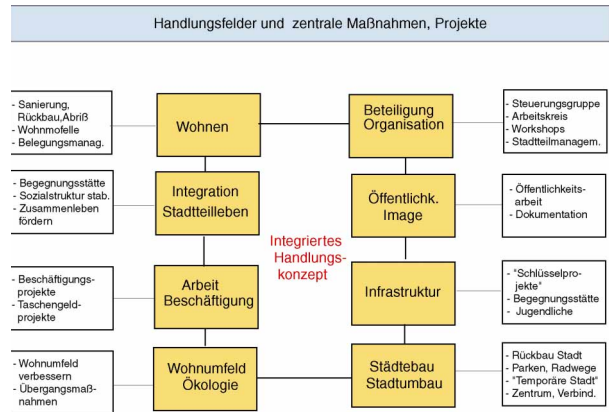 Handlungsfelder und zentrale Maßnahmen, Projekte
- Sanierung,
Rückbau,Abriß
- Wohnmofelle
- Belegungsmanag.
Wohnen
Beteiligung
Organisation
- Steuerungsgruppe
- Arbeitskreis
- Workshops
- Stadtteilmanagem.
- Begegnungsstätte
- Sozialstruktur stab.
- Zusammenleben
fördern
Integration
Stadtteilleben
Öffentlichk.
Image
- Öffentlichkeits-
arbeit
- Dokumentation
Integriertes
Handlungs-
konzept
- Beschäftigungs-
projekte
- Taschengeld-
projekte
Arbeit
Beschäftigung
Infrastruktur
- "Schlüsselpro-
jekte"
- Begegnungsstätte
- Jugendliche
- Wohnumfeld
verbessern
- Übergangsmaß-
nahmen
Wohnumfeld
Ökologie
Städtebau
Stadtumbau
- Rückbau Stadt
- Parken, Radwege
- "Temporäre Stadt"
- Zentrum, Verbind.